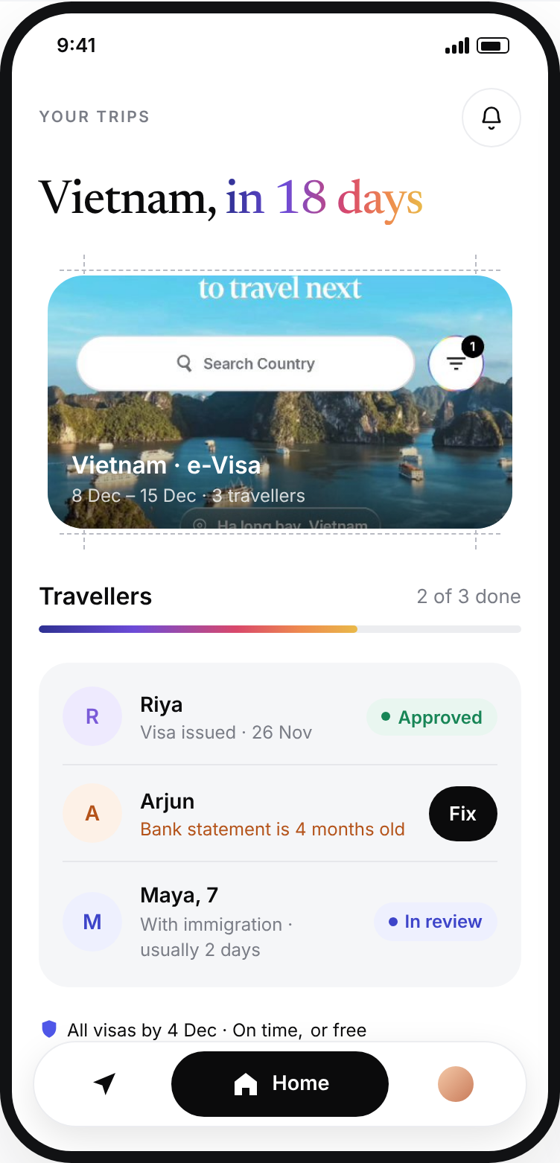 9:41
YOUR TRIPS
Vietnam, in 18 days
to travel next
Search Country
1
Vietnam · e-Visa
8 Dec – 15 Dec · 3 travellers
Ha long bay, Vietnam
Travellers
2 of 3 done
R
Riya
Visa issued · 26 Nov
Approved
A
Arjun
Bank statement is 4 months old
Fix
M
Maya, 7
With immigration ·
usually 2 days
In review
All visas by 4 Dec · On time, or free
Home